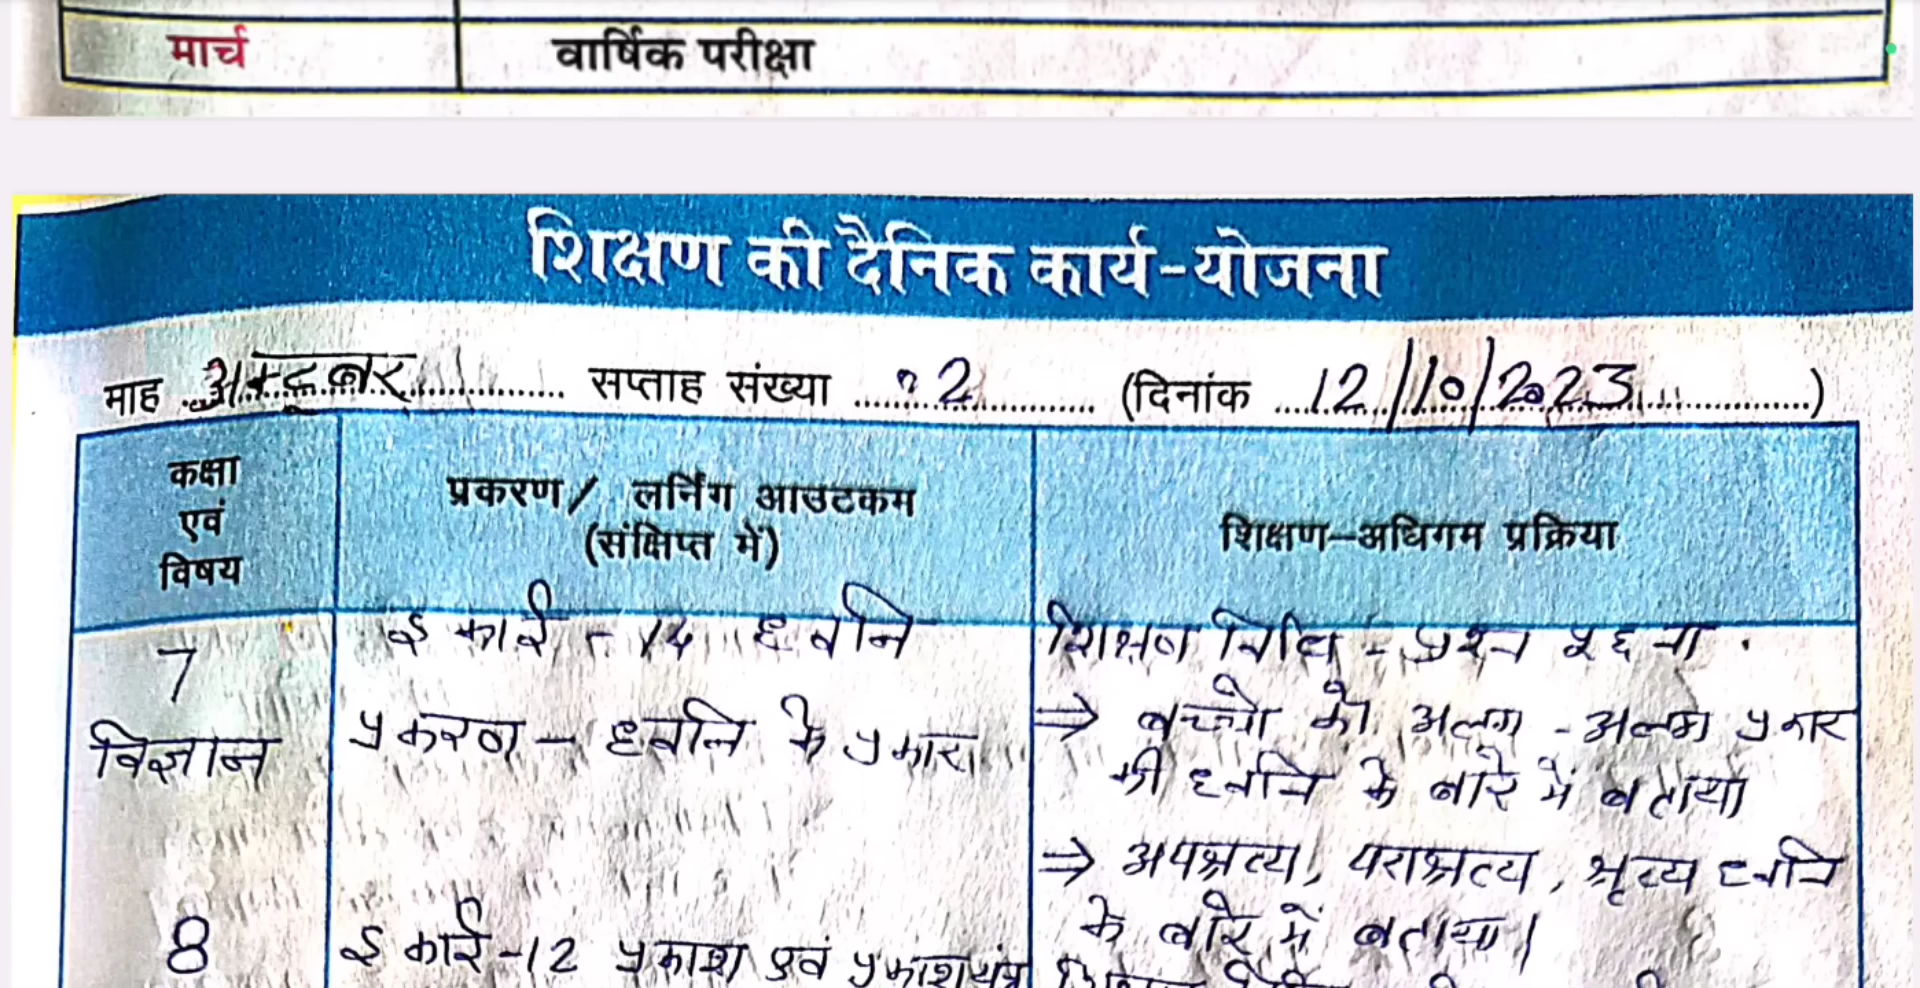 मार्च वार्षिक परीक्षा
शिक्षण की दैनिक कार्य-योजना
माह अक्टूबर सप्ताह संख्या 2 (दिनांक 12/10/2023)
कक्षा एवं विषय
प्रकरण/ लर्निंग आउटकम
(संक्षिप्त में)
शिक्षण–अधिगम प्रक्रिया
7
विज्ञान
इकाई - 14 ध्वनि
प्रकरण - ध्वनि के प्रकार
शिक्षण विधि - प्रश्न पूछना .
⇒ बच्चो को अलग - अलग प्रकार
की ध्वनि के बारे में बताया
⇒ अपश्रव्य, पराश्रव्य, श्रव्य ध्वनि
के बारे में बताया।
8
इकाई -12 प्रकाश एवं प्रकाश यंत्र